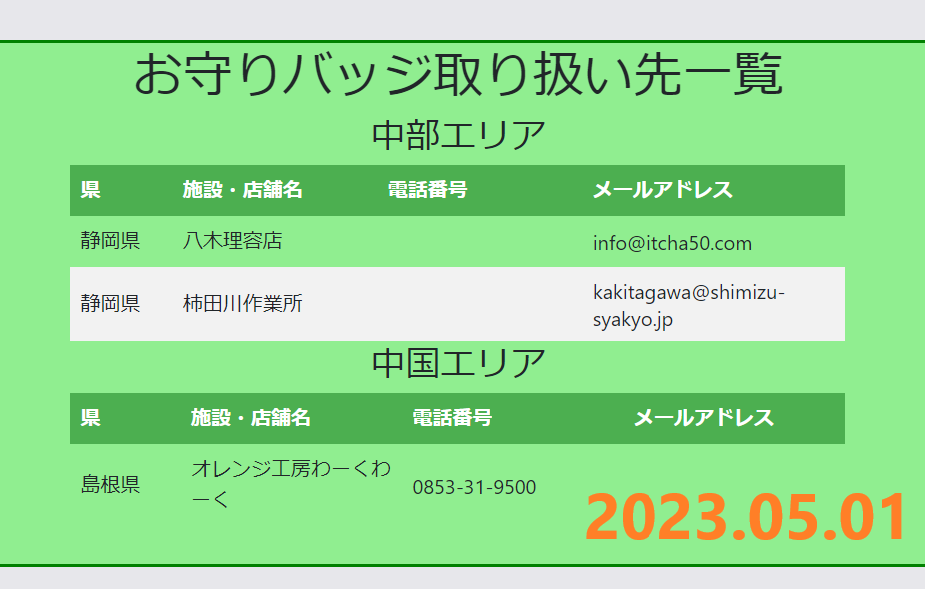 お守りバッジ取り扱い先一覧
中部エリア
県 施設・店舗名 電話番号 メールアドレス
静岡県 八木理容店 info@itcha50.com
静岡県 柿田川作業所 kakitagawa@shimizu-
syakyo.jp
中国エリア
県 施設・店舗名 電話番号 メールアドレス
島根県 オレンジ工房わーくわ
ーく 0853-31-9500
2023.05.01